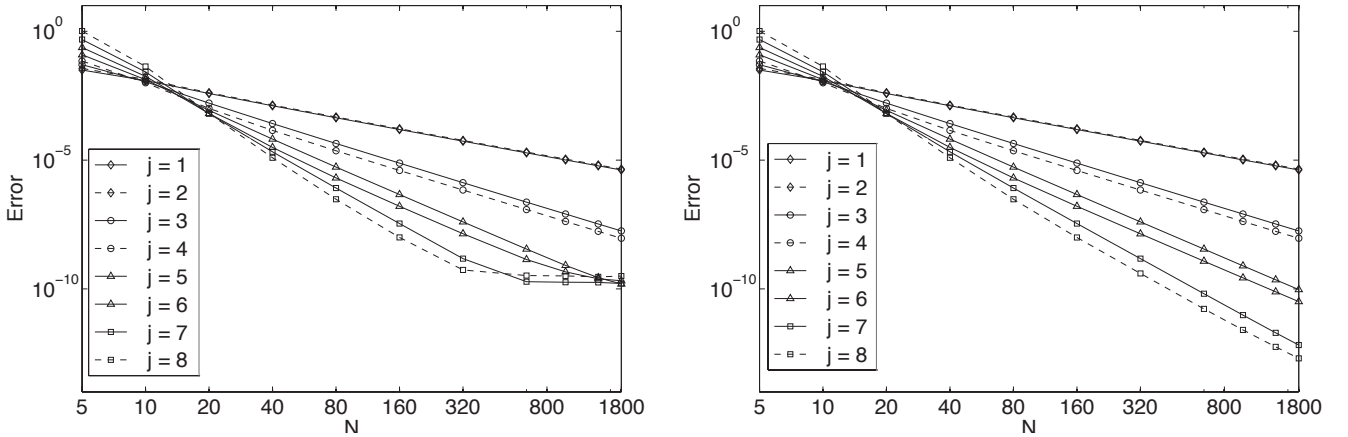 10^0
10^-5
10^-10
Error
j = 1
j = 2
j = 3
j = 4
j = 5
j = 6
j = 7
j = 8
5 10 20 40 80 160 320 800 1800
N
10^0
10^-5
10^-10
Error
j = 1
j = 2
j = 3
j = 4
j = 5
j = 6
j = 7
j = 8
5 10 20 40 80 160 320 800 1800
N